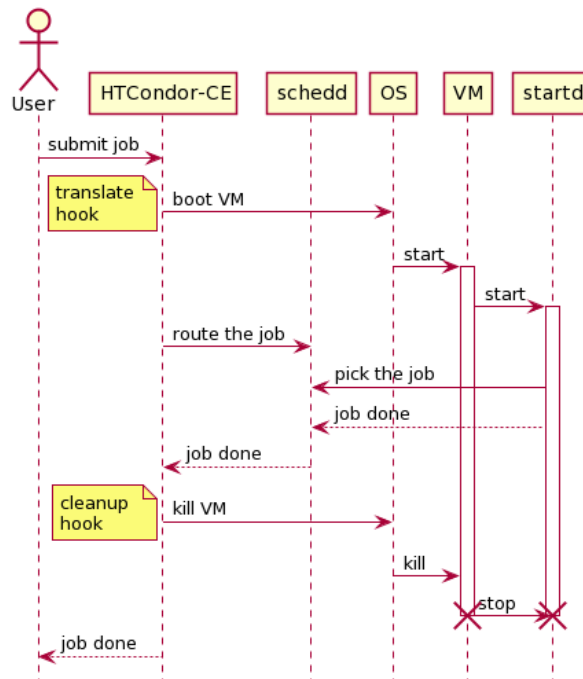 User
HTCondor-CE
schedd
OS
VM
startd
submit job
translate
hook
boot VM
start
start
route the job
pick the job
job done
job done
cleanup
hook
kill VM
kill
stop
job done